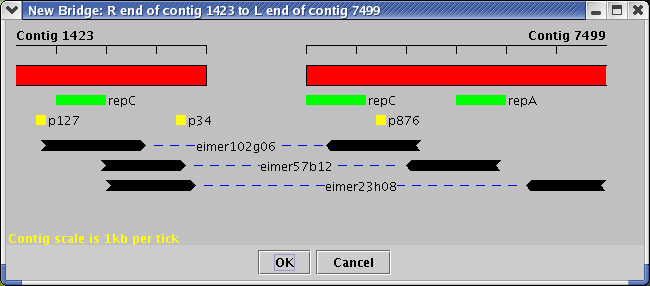 New Bridge: R end of contig 1423 to L end of contig 7499
Contig 1423 Contig 7499
repC repC repA
p127 p34 p876
eimer102g06
eimer57b12
eimer23h08
Contig scale is 1kb per tick
OK Cancel